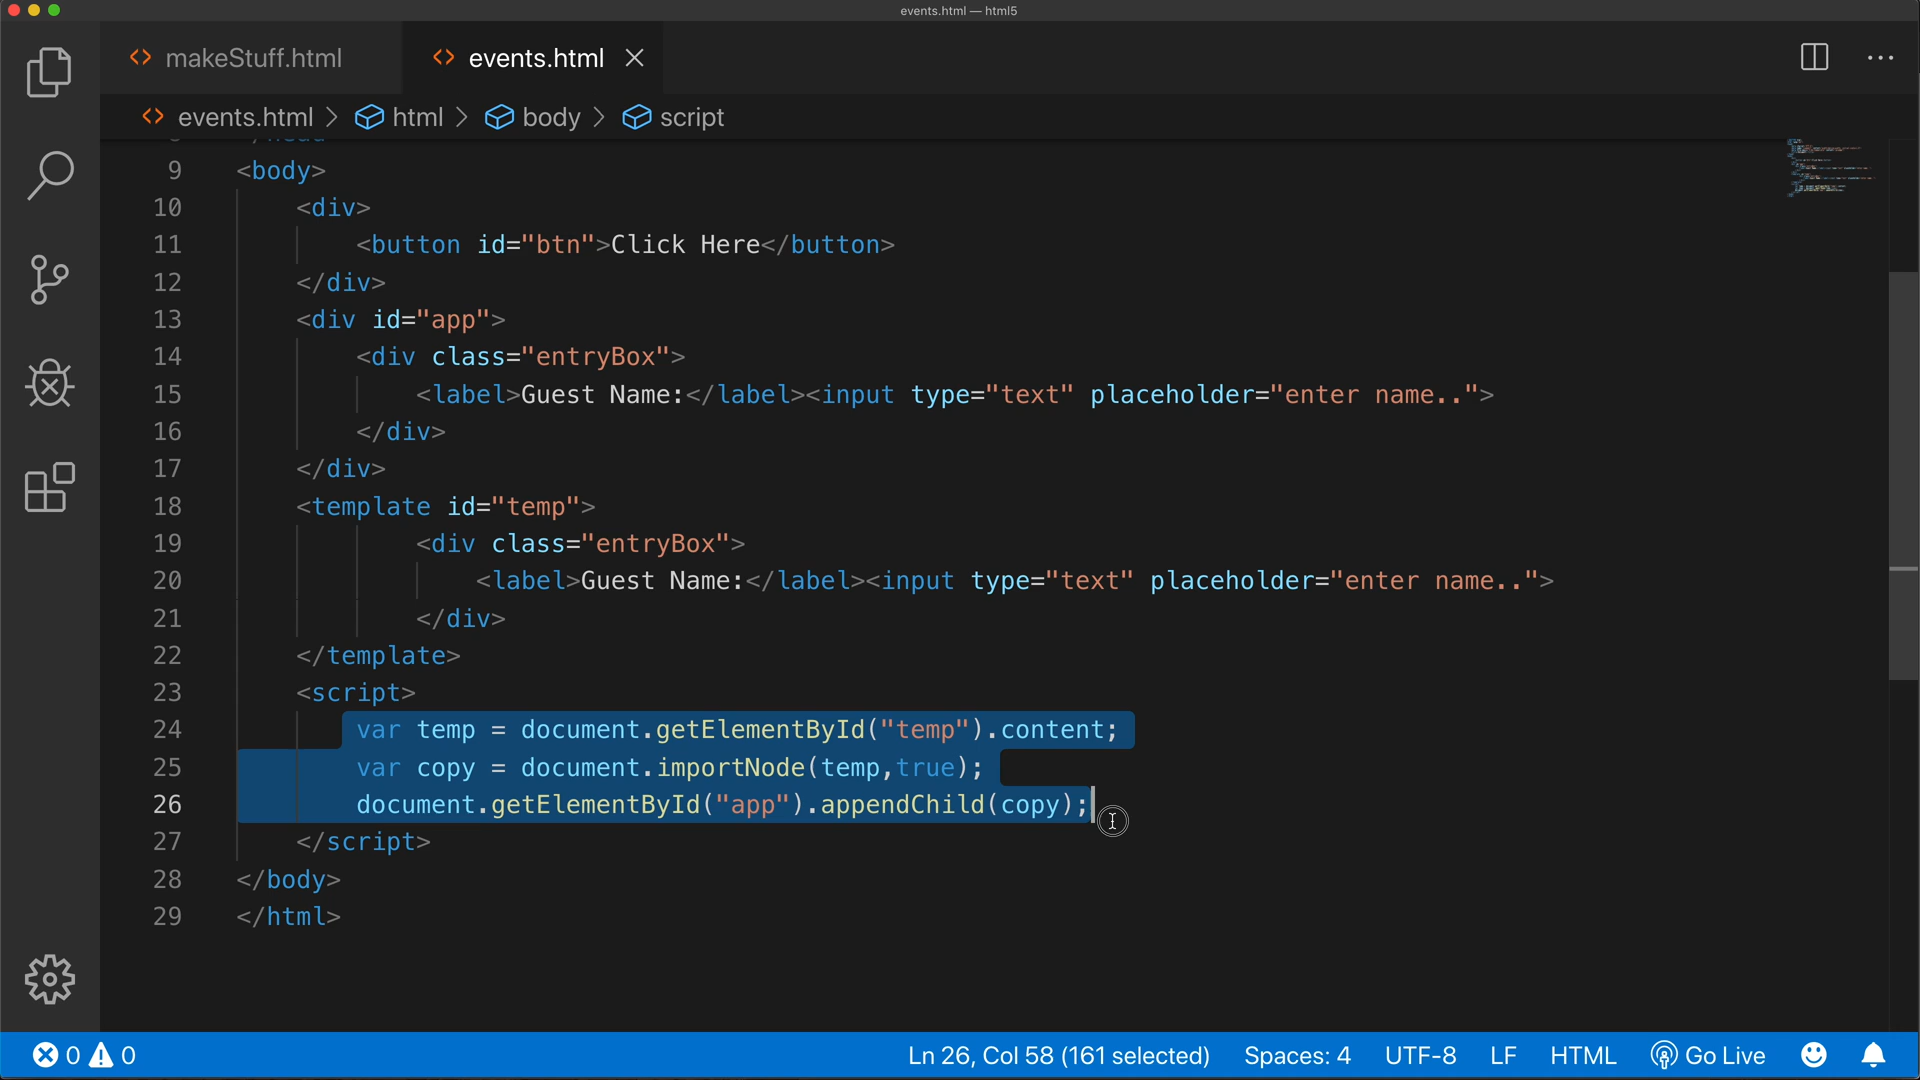 events.html — html5
makeStuff.html
events.html
events.html > html > body > script
9 <body>
10 <div>
11 <button id="btn">Click Here</button>
12 </div>
13 <div id="app">
14 <div class="entryBox">
15 <label>Guest Name:</label><input type="text" placeholder="enter name..">
16 </div>
17 </div>
18 <template id="temp">
19 <div class="entryBox">
20 <label>Guest Name:</label><input type="text" placeholder="enter name..">
21 </div>
22 </template>
23 <script>
24 var temp = document.getElementById("temp").content;
25 var copy = document.importNode(temp,true);
26 document.getElementById("app").appendChild(copy);
27 </script>
28 </body>
29 </html>
0 0 Ln 26, Col 58 (161 selected) Spaces: 4 UTF-8 LF HTML Go Live